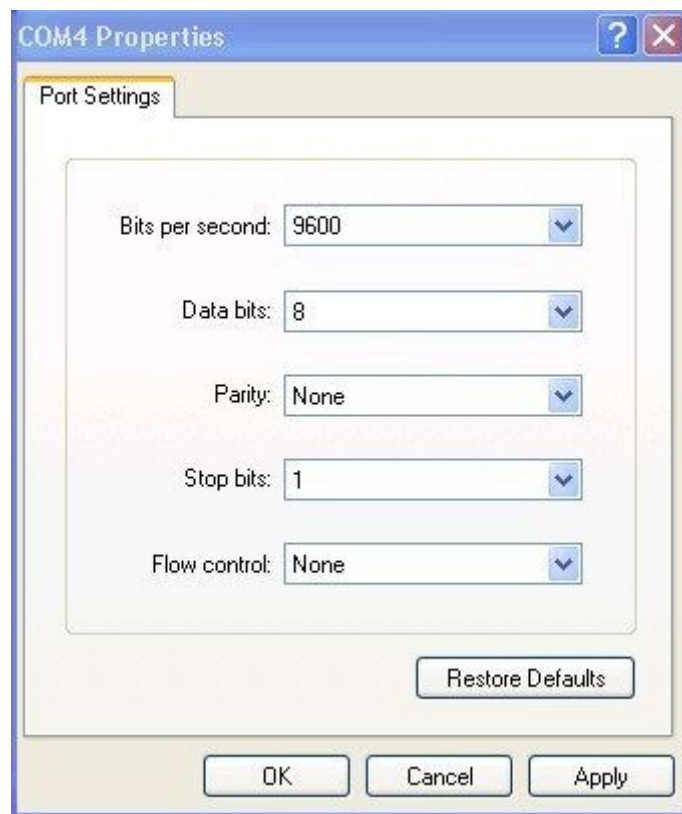 COM4 Properties
Port Settings
Bits per second: 9600
Data bits: 8
Parity: None
Stop bits: 1
Flow control: None
Restore Defaults
OK Cancel Apply